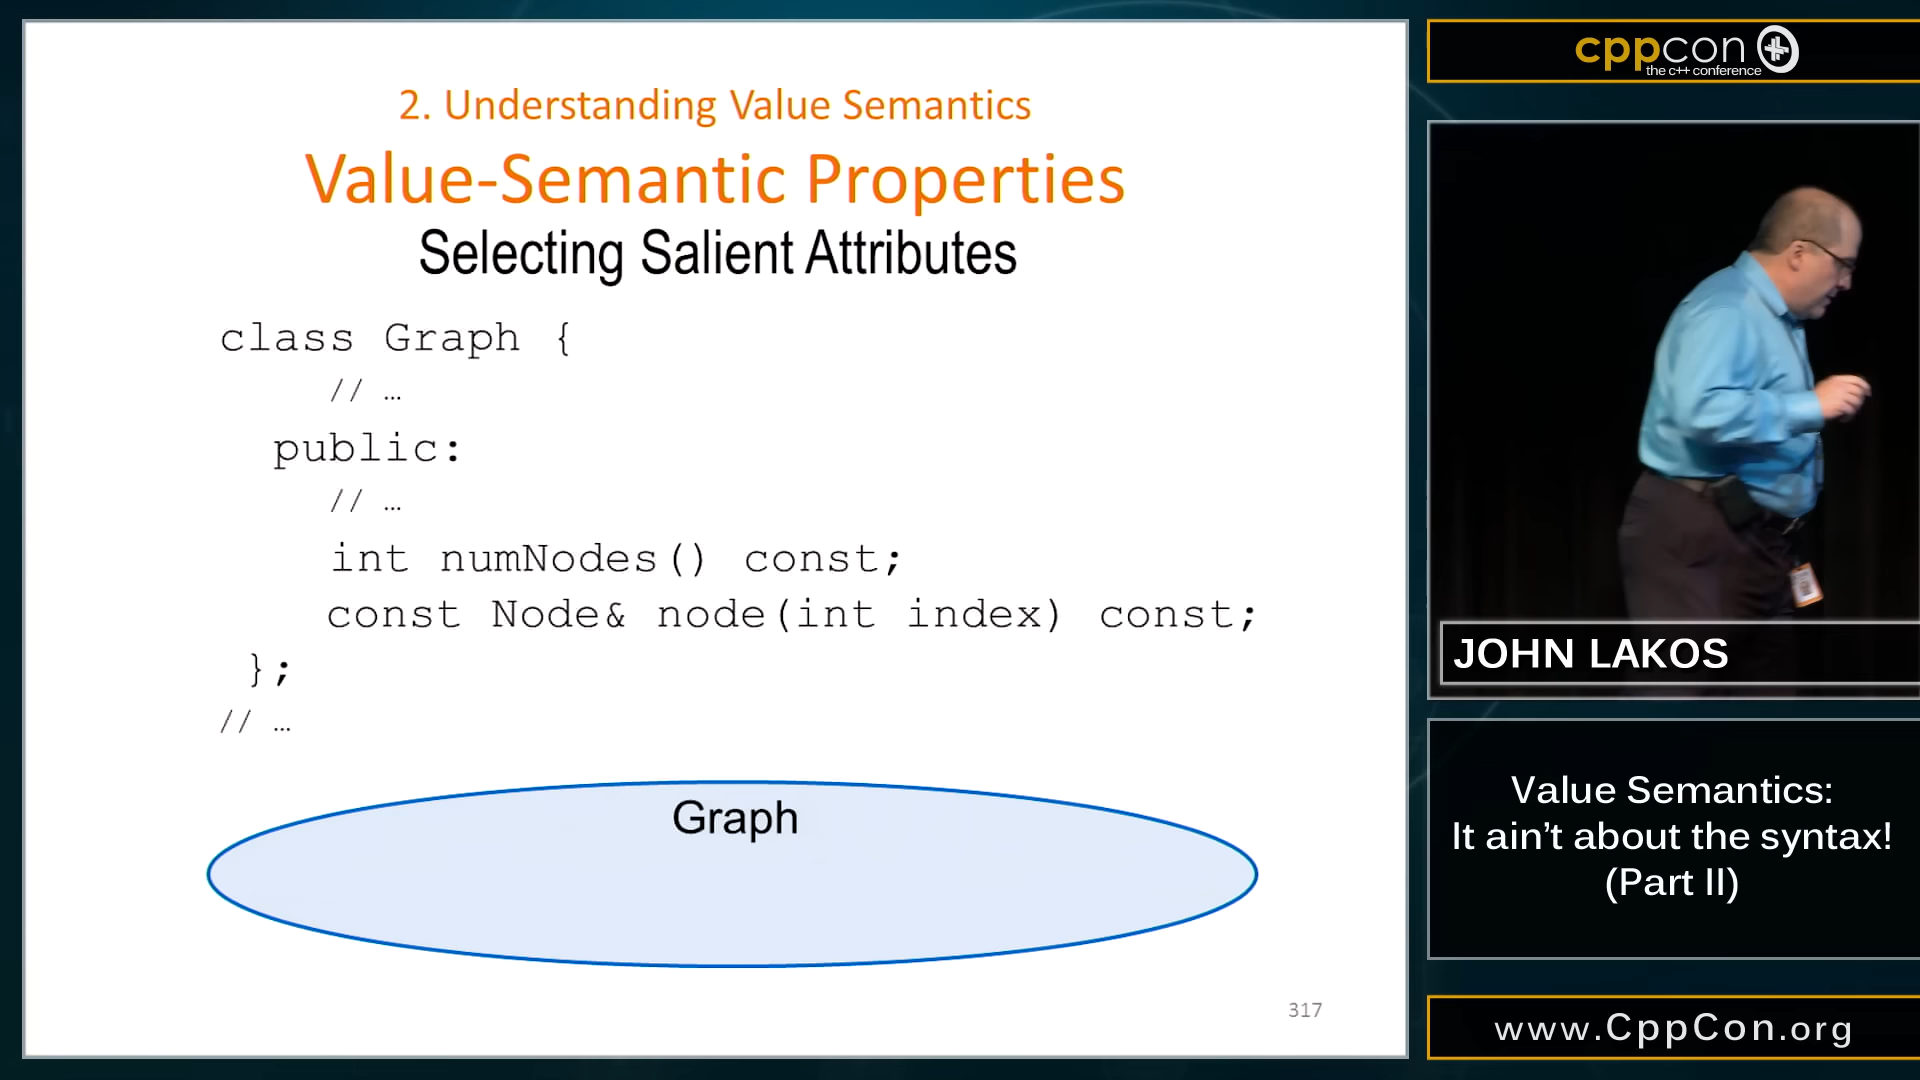 2. Understanding Value Semantics
Value-Semantic Properties
Selecting Salient Attributes
class Graph {
// …
public:
// …
int numNodes() const;
const Node& node(int index) const;
};
// …
Graph
317
cppcon
the c++ conference
JOHN LAKOS
Value Semantics:
It ain’t about the syntax!
(Part II)
www.CppCon.org